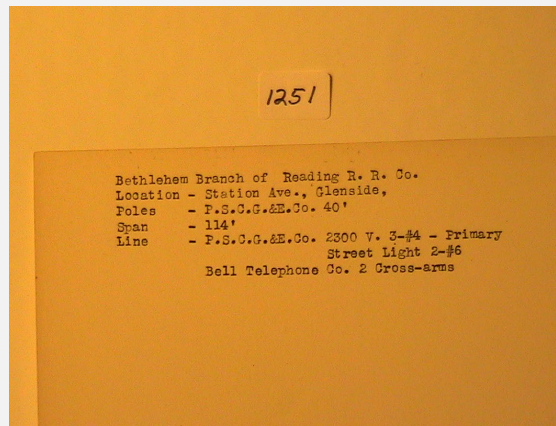 1251
Bethlehem Branch of Reading R. R. Co.
Location - Station Ave., Glenside,
Poles - P.S.C.G.&E.Co. 40'
Span - 114'
Line - P.S.C.G.&E.Co. 2300 V. 3-#4 - Primary
Street Light 2-#6
Bell Telephone Co. 2 Cross-arms